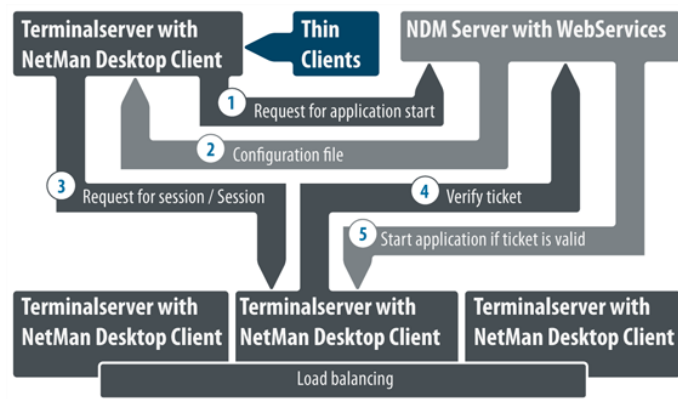 Terminalserver with
NetMan Desktop Client
Thin
Clients
NDM Server with WebServices
1
Request for application start
2
Configuration file
3
Request for session / Session
4
Verify ticket
5
Start application if ticket is valid
Terminalserver with
NetMan Desktop Client
Terminalserver with
NetMan Desktop Client
Terminalserver with
NetMan Desktop Client
Load balancing